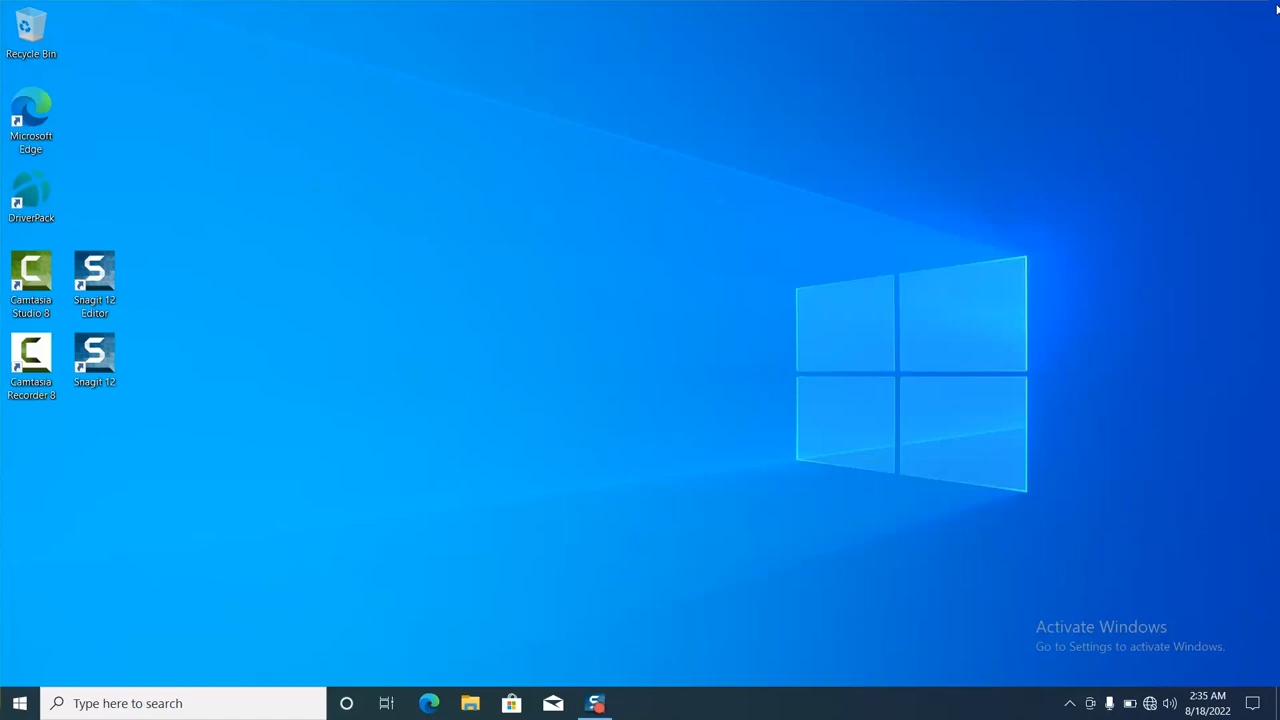 Recycle Bin
Microsoft
Edge
DriverPack
Camtasia
Studio 8
Snagit 12
Editor
Camtasia
Recorder 8
Snagit 12
Activate Windows
Go to Settings to activate Windows.
Type here to search
2:35 AM
8/18/2022